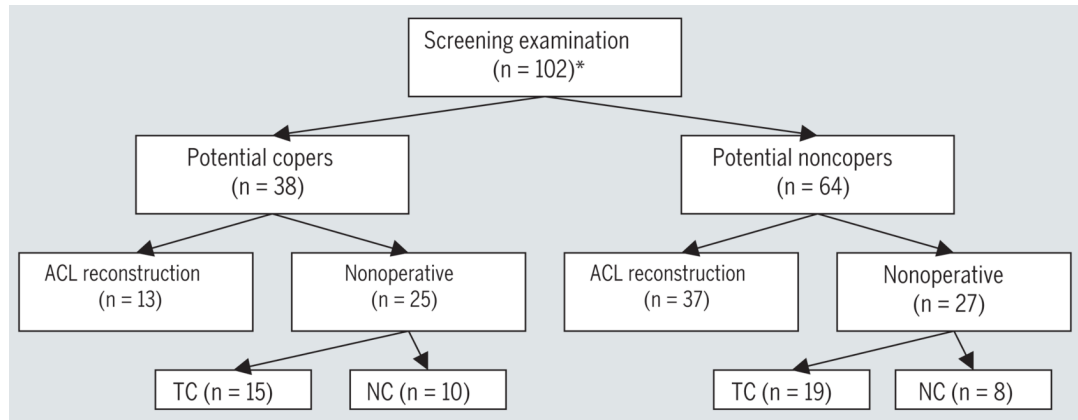 Screening examination
(n = 102)*
Potential copers
(n = 38)
Potential noncopers
(n = 64)
ACL reconstruction
(n = 13)
Nonoperative
(n = 25)
ACL reconstruction
(n = 37)
Nonoperative
(n = 27)
TC (n = 15)
NC (n = 10)
TC (n = 19)
NC (n = 8)